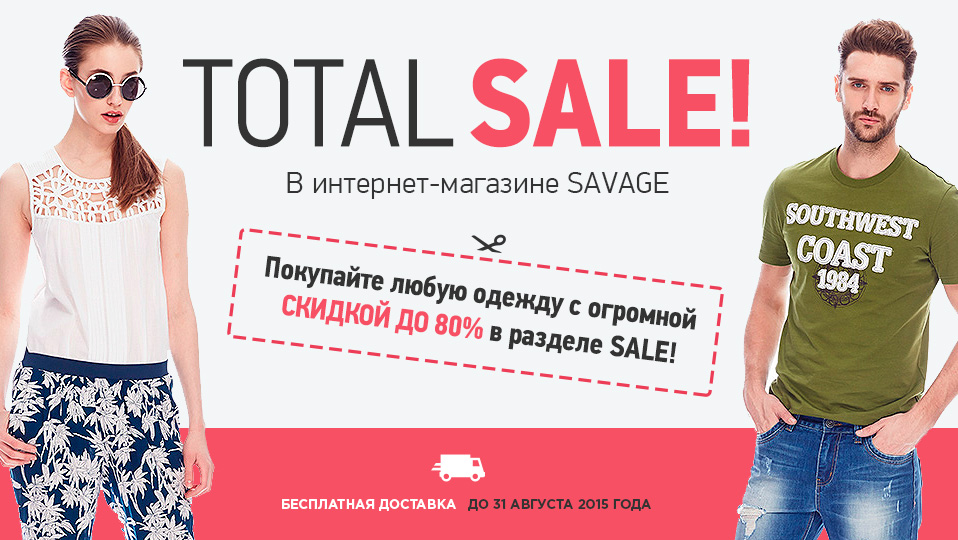 TOTAL SALE!
В интернет-магазине SAVAGE
Покупайте любую одежду с огромной
СКИДКОЙ ДО 80% в разделе SALE!
SOUTHWEST
COAST
1984
БЕСПЛАТНАЯ ДОСТАВКА ДО 31 АВГУСТА 2015 ГОДА